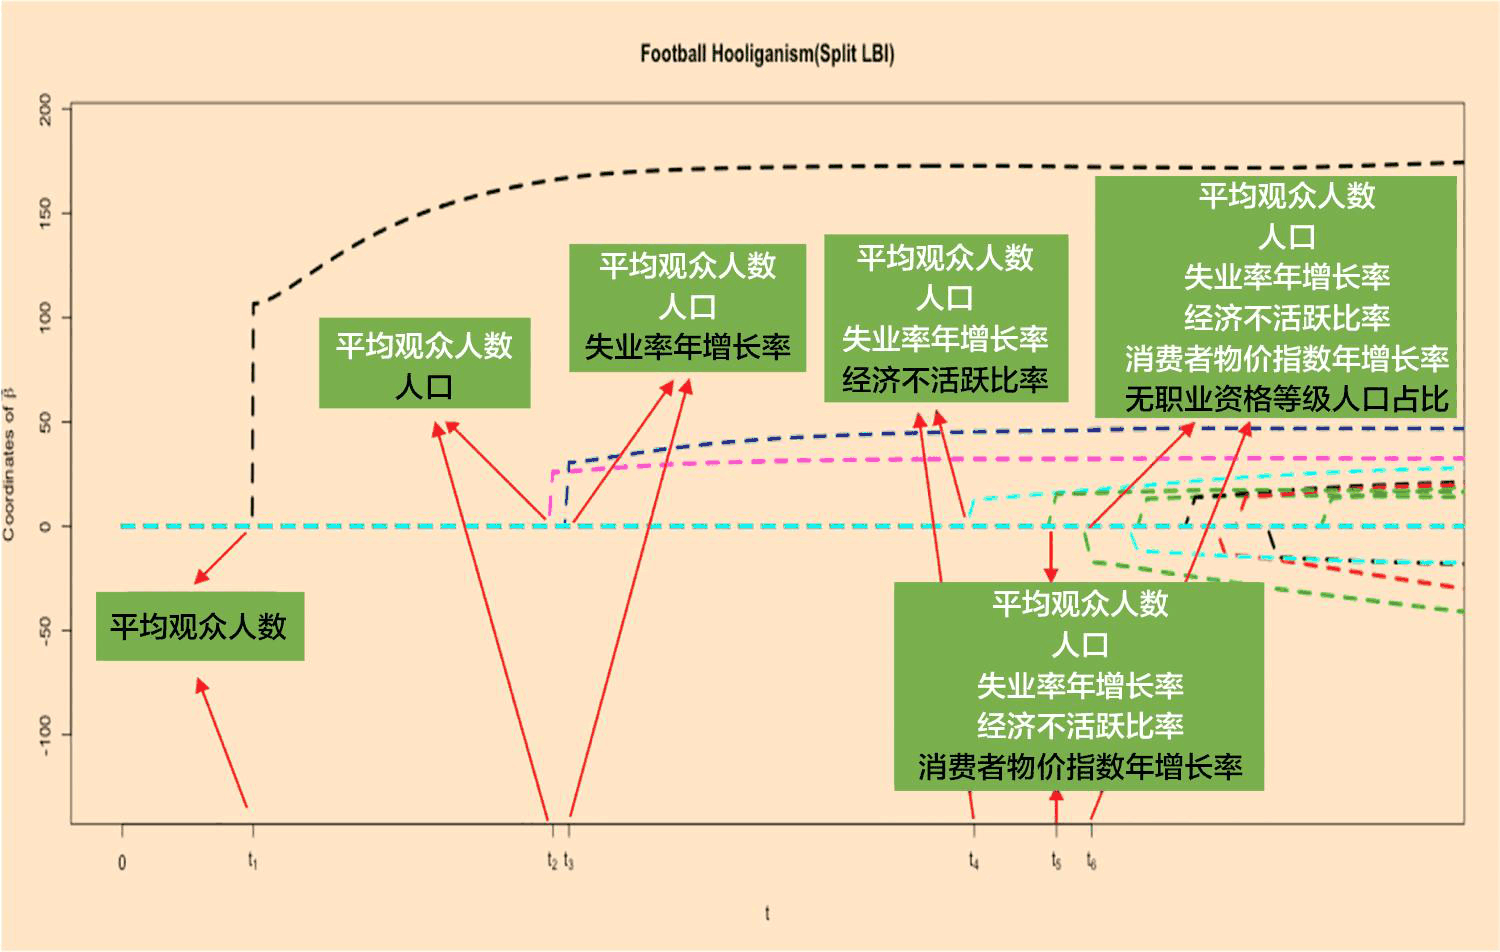 Football Hooliganism(Split LBI)
Coordinates of β̃
200
150
100
50
0
-50
-100
平均观众人数
平均观众人数
人口
平均观众人数
人口
失业率年增长率
平均观众人数
人口
失业率年增长率
经济不活跃比率
平均观众人数
人口
失业率年增长率
经济不活跃比率
消费者物价指数年增长率
平均观众人数
人口
失业率年增长率
经济不活跃比率
消费者物价指数年增长率
无职业资格等级人口占比
0 t₁ t₂ t₃ t₄ t₅ t₆
t